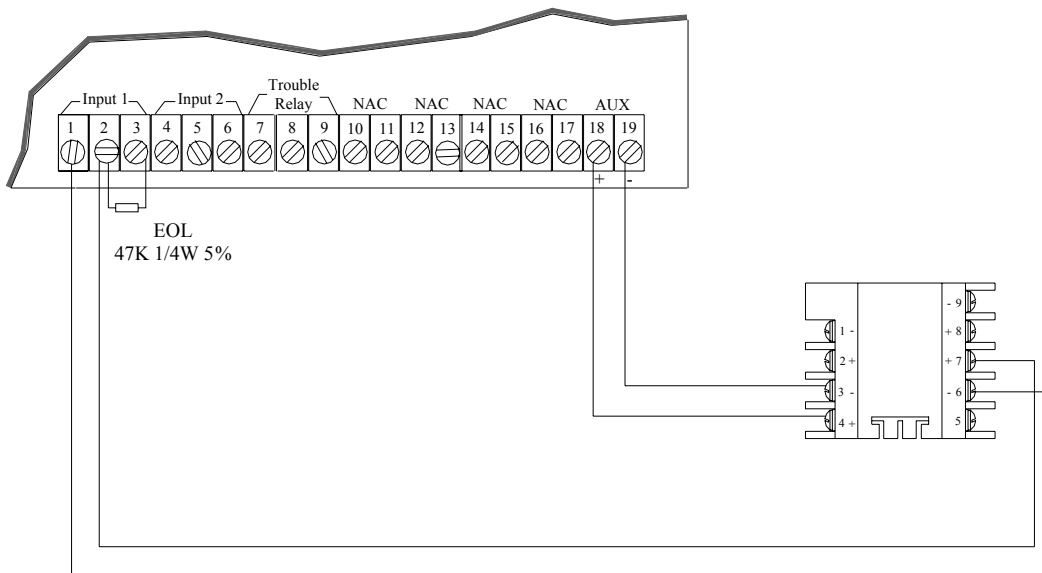 Trouble
Input 1 Input 2 Relay NAC NAC NAC NAC AUX
1 2 3 4 5 6 7 8 9 10 11 12 13 14 15 16 17 18 19
+ -
EOL
47K 1/4W 5%
- 9
1 - + 8
2 + + 7
3 - - 6
4 + 5